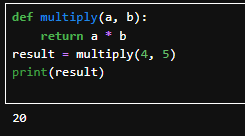 def multiply(a, b):
    return a * b
result = multiply(4, 5)
print(result)
20